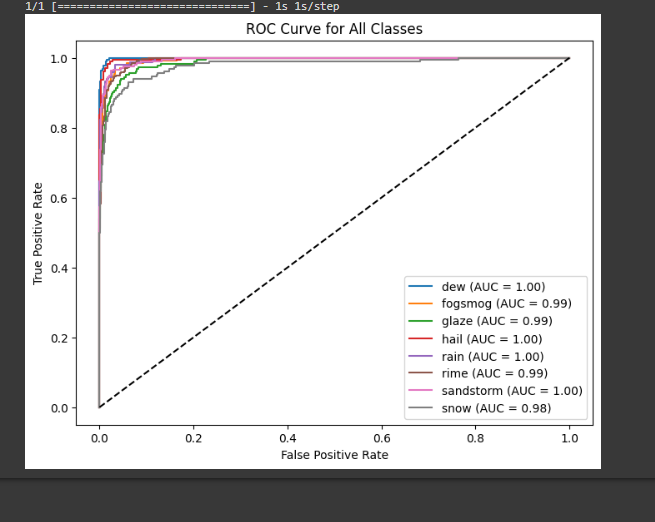 1/1 [==============================] - 1s 1s/step
ROC Curve for All Classes
True Positive Rate
1.0
0.8
0.6
0.4
0.2
0.0
dew (AUC = 1.00)
fogsmog (AUC = 0.99)
glaze (AUC = 0.99)
hail (AUC = 1.00)
rain (AUC = 1.00)
rime (AUC = 0.99)
sandstorm (AUC = 1.00)
snow (AUC = 0.98)
0.0 0.2 0.4 0.6 0.8 1.0
False Positive Rate